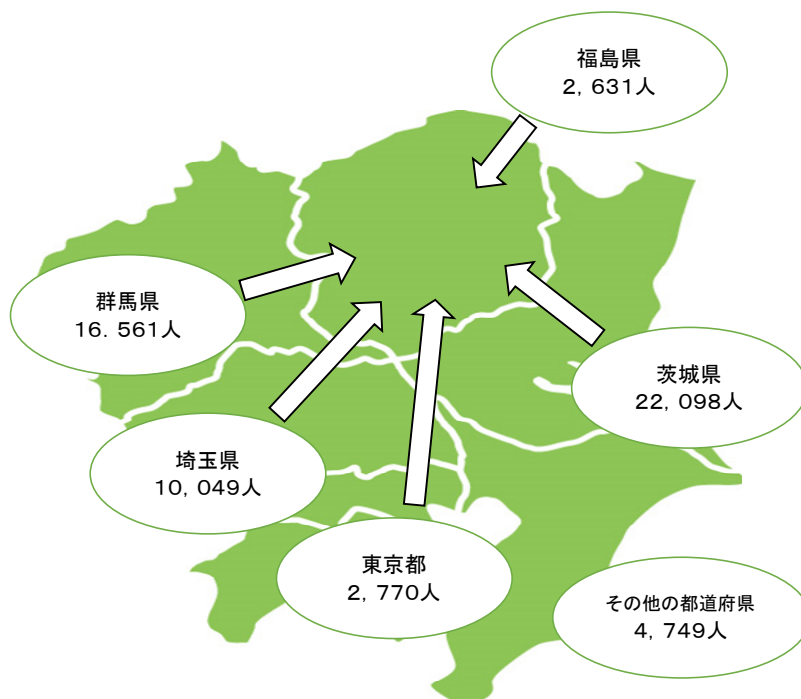 福島県
2,631人
群馬県
16.561人
茨城県
22,098人
埼玉県
10,049人
東京都
2,770人
その他の都道府県
4,749人